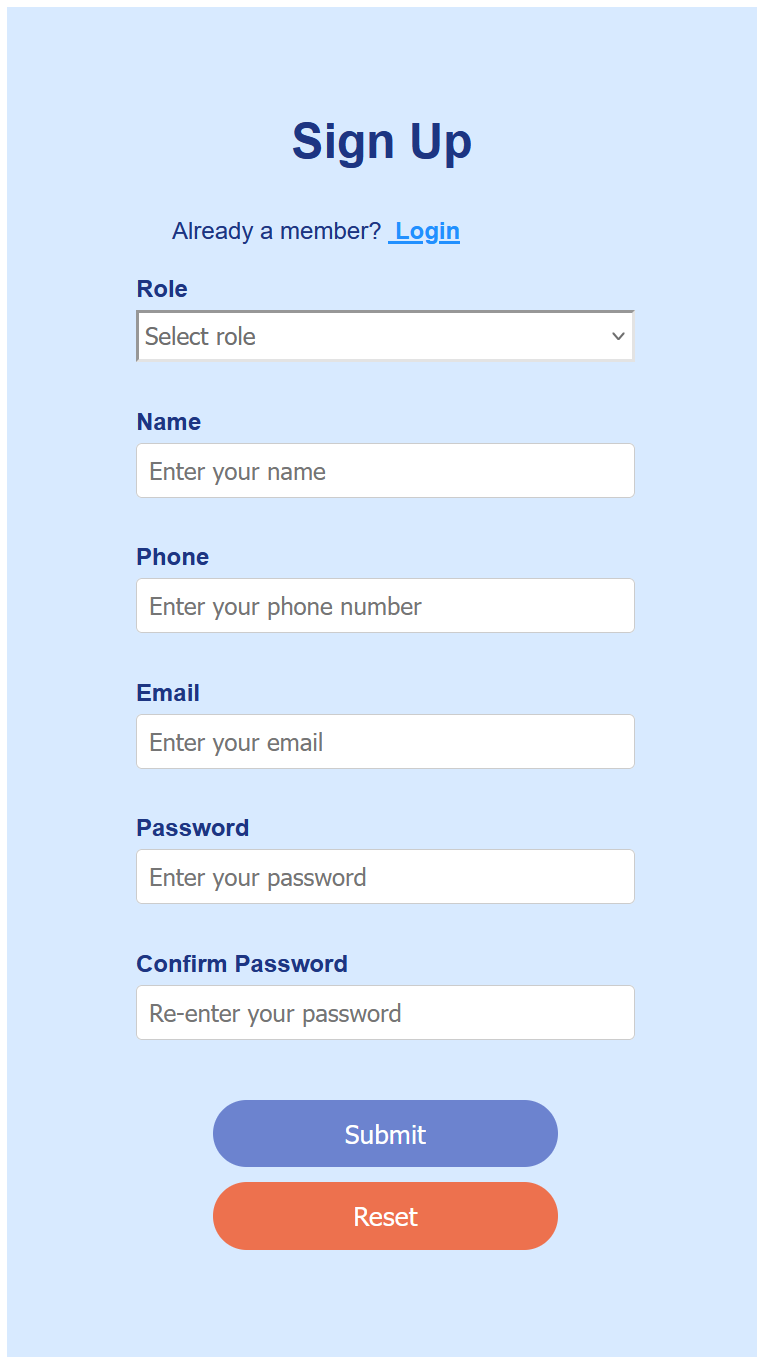 Sign Up
Already a member? Login
Role
Select role
Name
Enter your name
Phone
Enter your phone number
Email
Enter your email
Password
Enter your password
Confirm Password
Re-enter your password
Submit
Reset